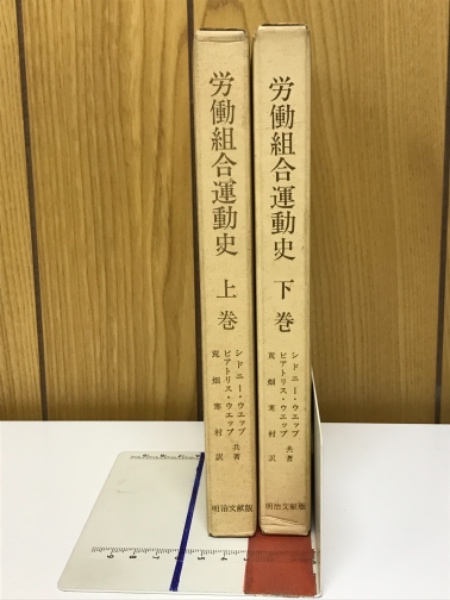 労働組合運動史
上巻
シドニー・ウエッブ
ビアトリス・ウエッブ
共著
荒畑寒村訳
明治文献版
労働組合運動史
下巻
シドニー・ウエッブ
ビアトリス・ウエッブ
共著
荒畑寒村訳
明治文献版